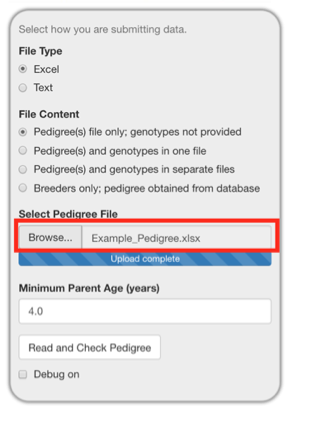 Select how you are submitting data.
File Type
Excel
Text
File Content
Pedigree(s) file only; genotypes not provided
Pedigree(s) and genotypes in one file
Pedigree(s) and genotypes in separate files
Breeders only; pedigree obtained from database
Select Pedigree File
Browse... Example_Pedigree.xlsx
Upload complete
Minimum Parent Age (years)
4.0
Read and Check Pedigree
Debug on